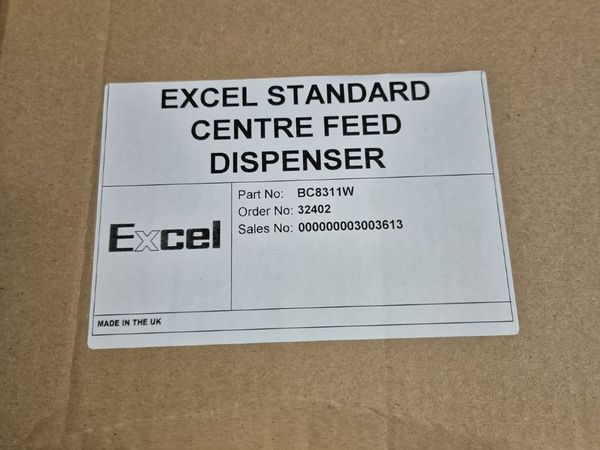 EXCEL STANDARD
CENTRE FEED
DISPENSER
Part No: BC8311W
Order No: 32402
Sales No: 000000003003613
Excel
MADE IN THE UK